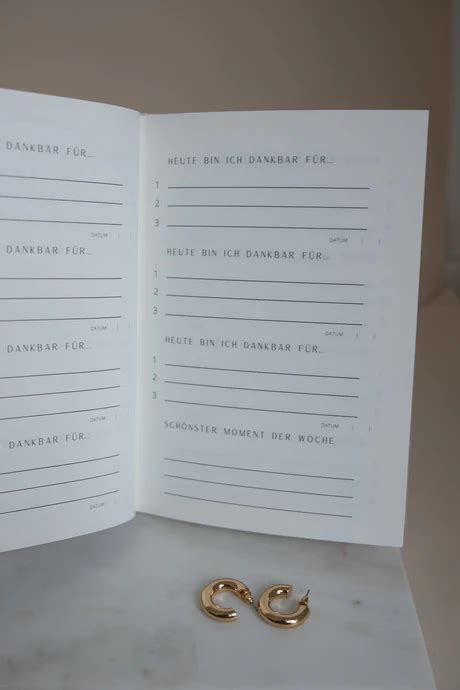 DANKBAR FÜR...
DATUM | |
DANKBAR FÜR...
DATUM | |
DANKBAR FÜR...
DATUM | |
DANKBAR FÜR...
DATUM | |
HEUTE BIN ICH DANKBAR FÜR...
1
2
3
DATUM | |
HEUTE BIN ICH DANKBAR FÜR...
1
2
3
DATUM | |
HEUTE BIN ICH DANKBAR FÜR...
1
2
3
DATUM | |
SCHÖNSTER MOMENT DER WOCHE